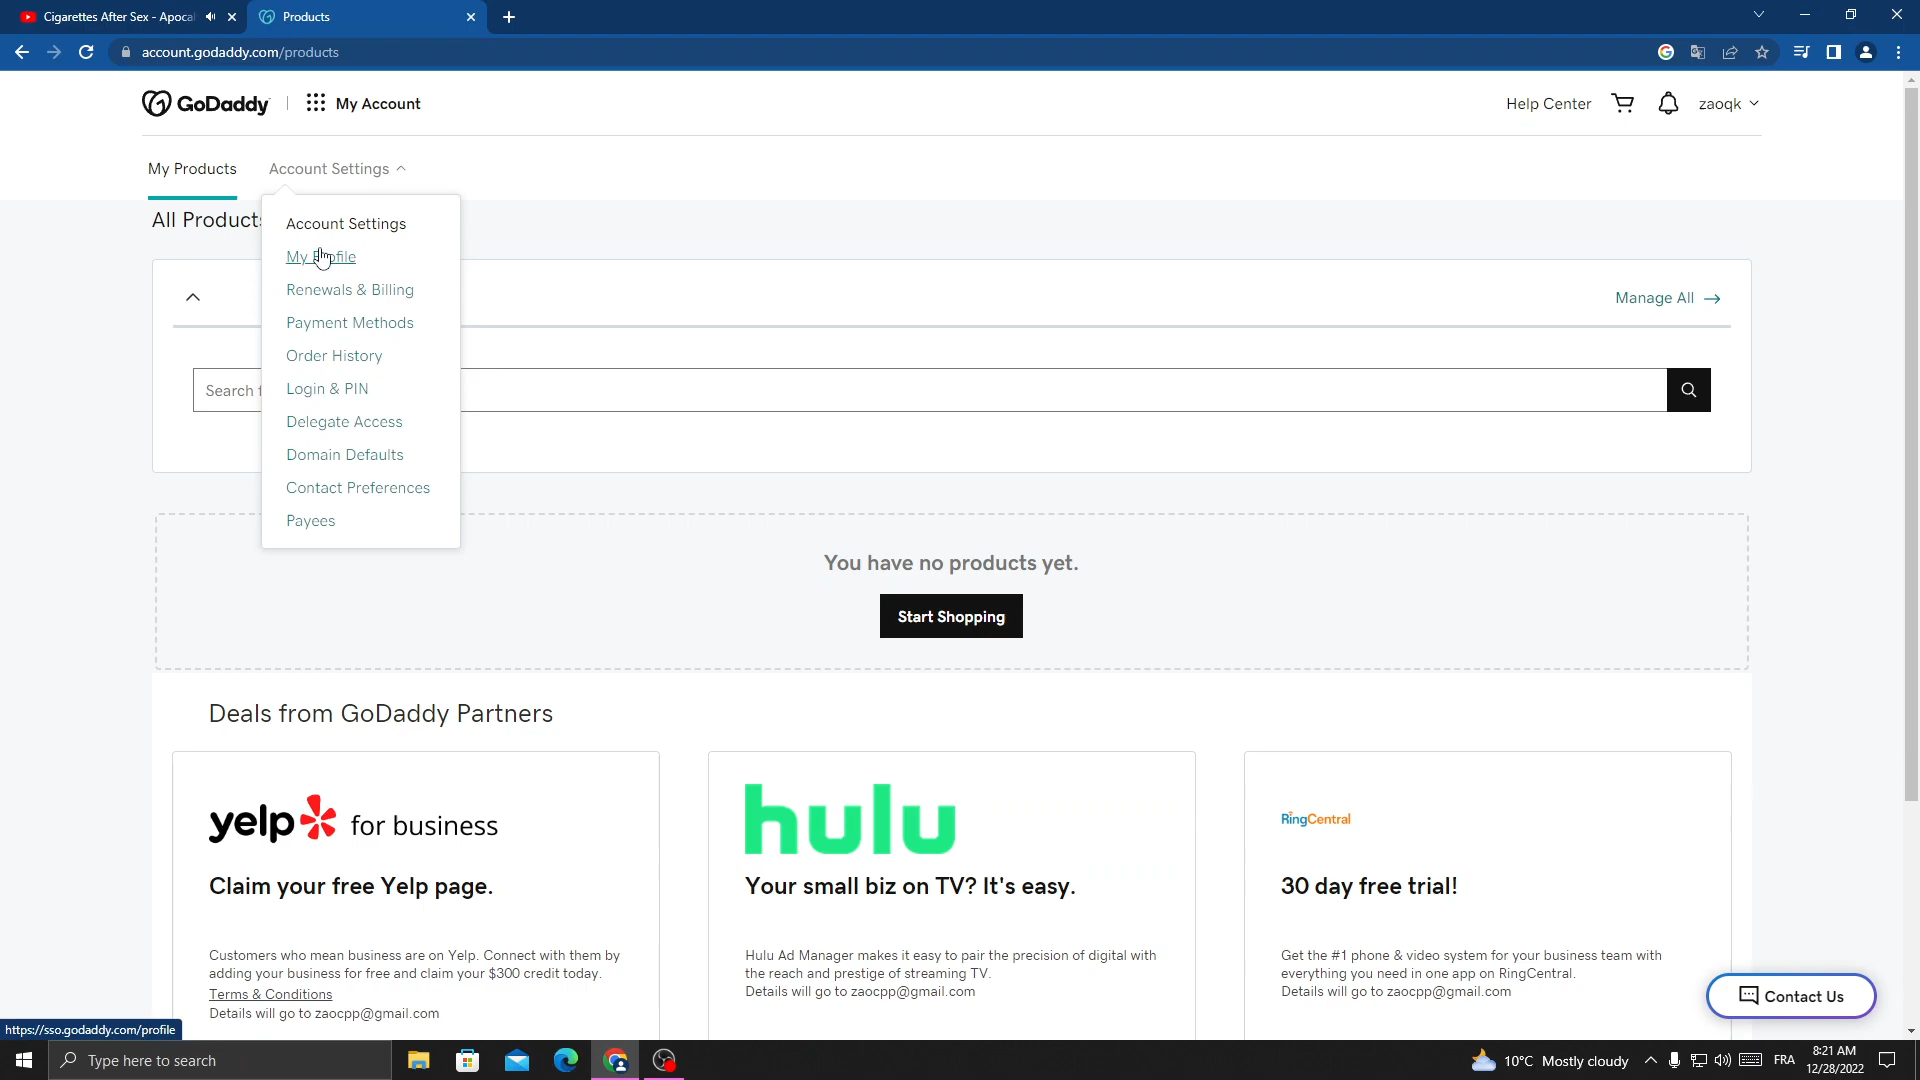 Cigarettes After Sex - Apoca
Products
account.godaddy.com/products
GoDaddy
My Account
Help Center
zaoqk
My Products
Account Settings
All Products
Account Settings
My Profile
Renewals & Billing
Payment Methods
Order History
Login & PIN
Delegate Access
Domain Defaults
Contact Preferences
Payees
Manage All →
Search
You have no products yet.
Start Shopping
Deals from GoDaddy Partners
yelp for business
Claim your free Yelp page.
Customers who mean business are on Yelp. Connect with them by
adding your business for free and claim your $300 credit today.
Terms & Conditions
Details will go to zaocpp@gmail.com
hulu
Your small biz on TV? It's easy.
Hulu Ad Manager makes it easy to pair the precision of digital with
the reach and prestige of streaming TV.
Details will go to zaocpp@gmail.com
RingCentral
30 day free trial!
Get the #1 phone & video system for your business team with
everything you need in one app on RingCentral.
Details will go to zaocpp@gmail.com
Contact Us
https://sso.godaddy.com/profile
Type here to search
10°C Mostly cloudy
FRA
8:21 AM
12/28/2022